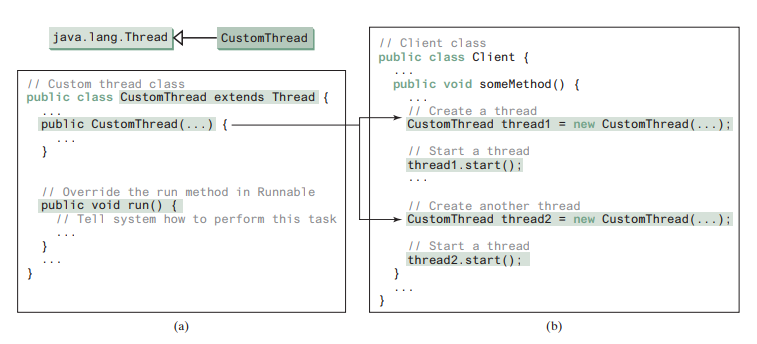 java.lang.Thread
CustomThread
// Custom thread class
public class CustomThread extends Thread {
...
public CustomThread(...) {
...
}
// Override the run method in Runnable
public void run() {
// Tell system how to perform this task
...
}
...
}
(a)
// Client class
public class Client {
...
public void someMethod() {
...
// Create a thread
CustomThread thread1 = new CustomThread(...);
// Start a thread
thread1.start();
...
// Create another thread
CustomThread thread2 = new CustomThread(...);
// Start a thread
thread2.start();
}
...
}
(b)